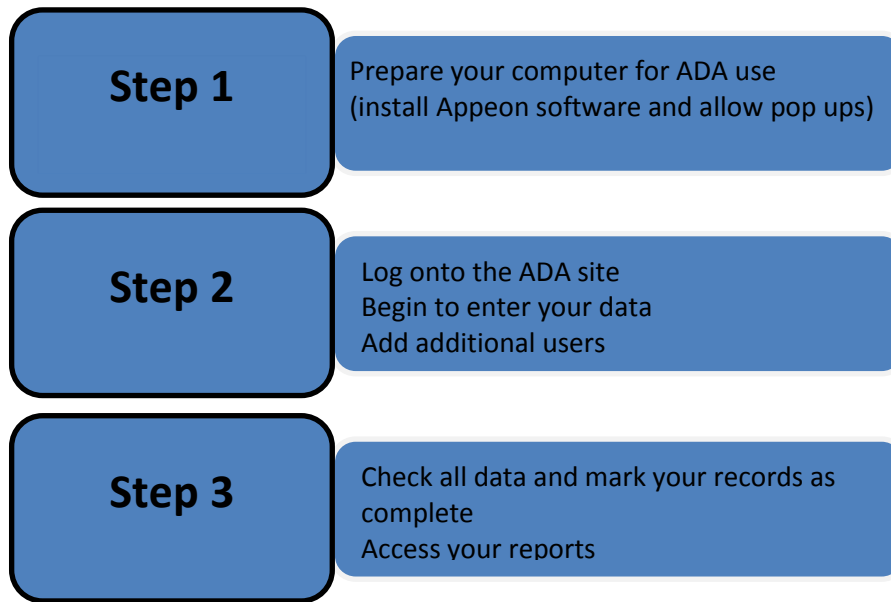 Step 1
Prepare your computer for ADA use
(install Appeon software and allow pop ups)
Step 2
Log onto the ADA site
Begin to enter your data
Add additional users
Step 3
Check all data and mark your records as
complete
Access your reports